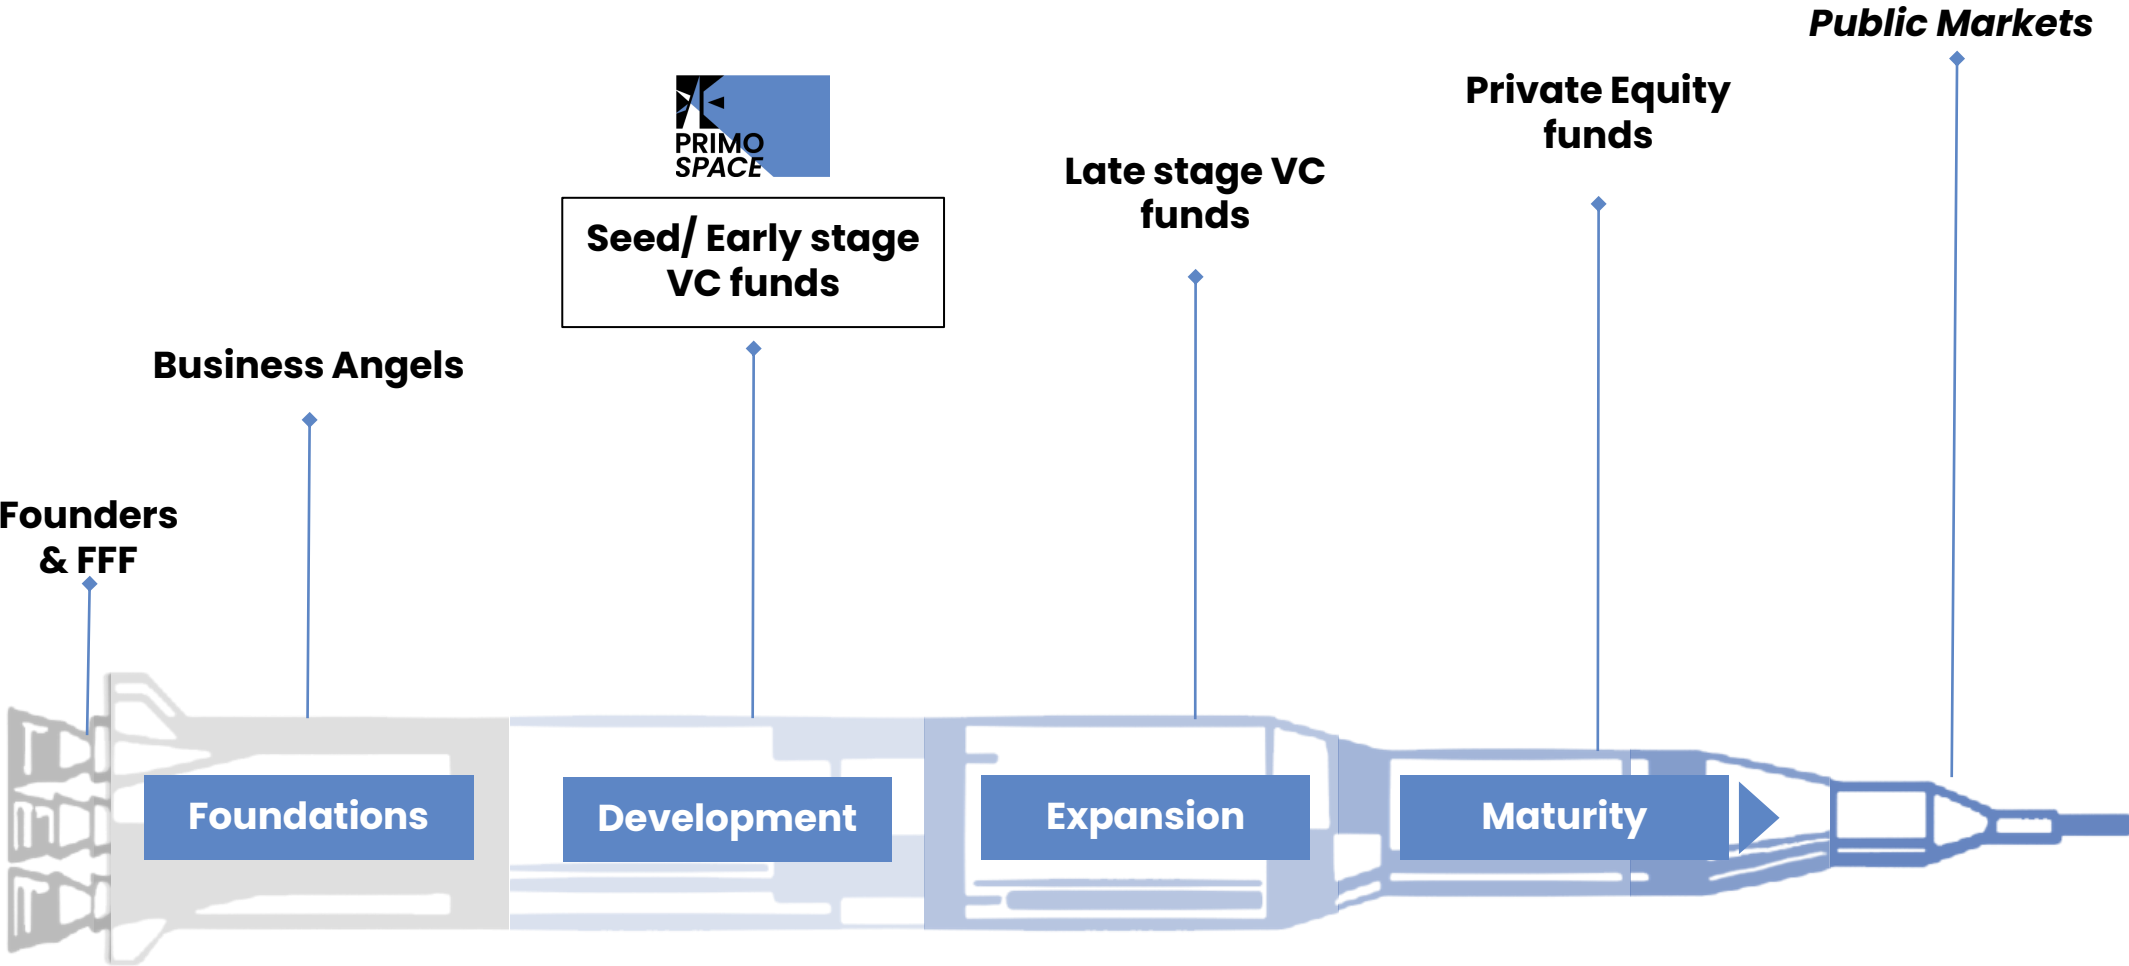 Public Markets
Private Equity
funds
PRIMO
SPACE
Late stage VC
funds
Seed/ Early stage
VC funds
Business Angels
Founders
& FFF
Foundations
Development
Expansion
Maturity